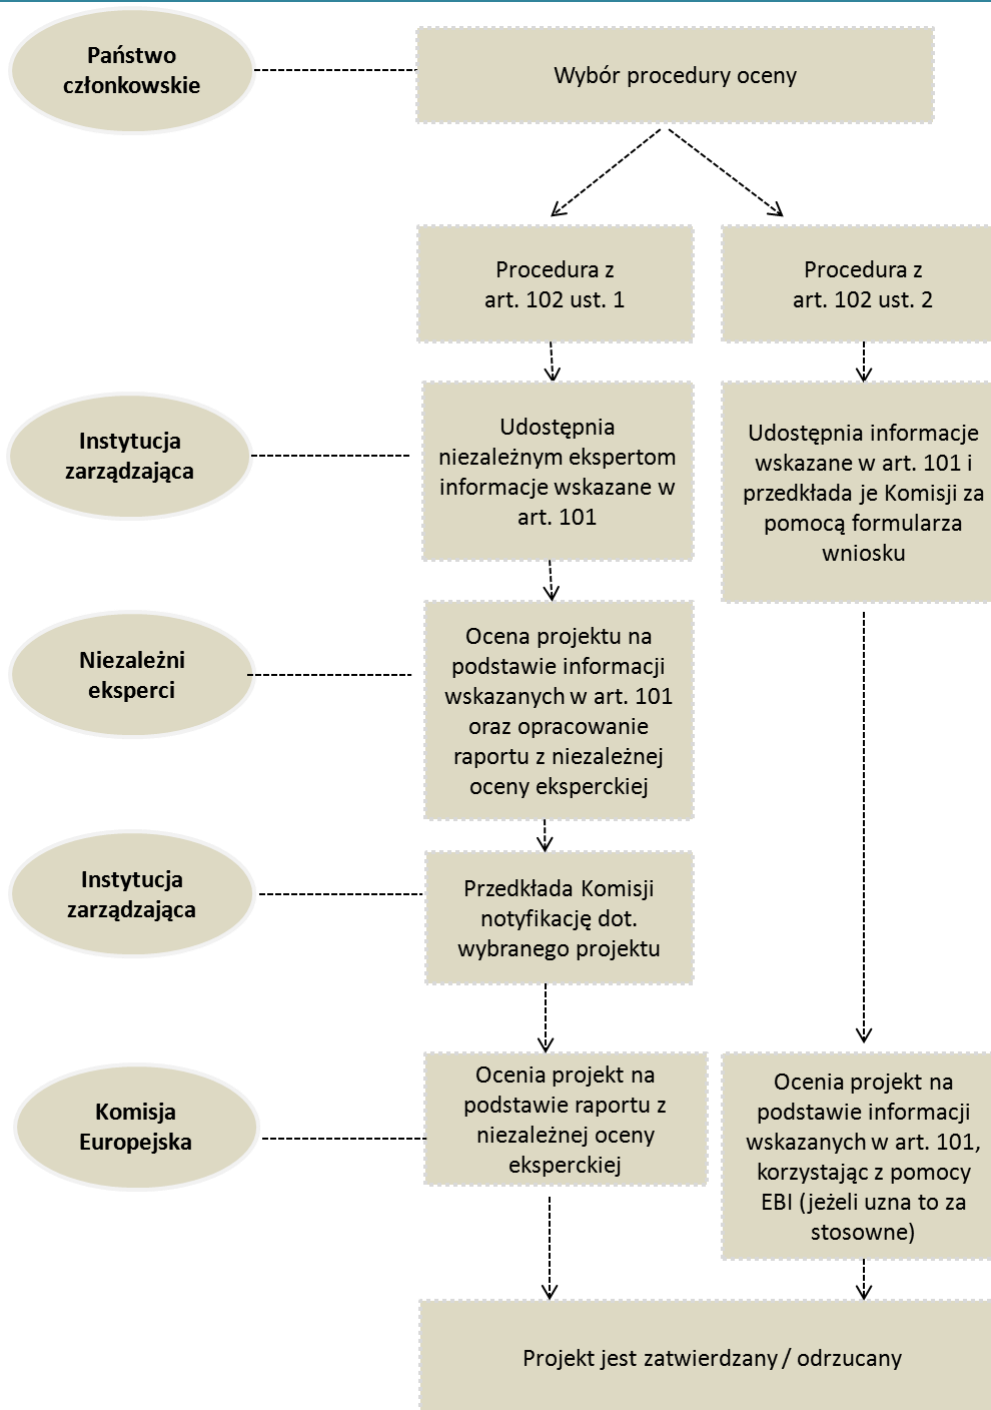 Państwo
członkowskie
Wybór procedury oceny
Procedura z
art. 102 ust. 1
Procedura z
art. 102 ust. 2
Instytucja
zarządzająca
Udostępnia
niezależnym ekspertom
informacje wskazane w
art. 101
Udostępnia informacje
wskazane w art. 101 i
przedkłada je Komisji za
pomocą formularza
wniosku
Niezależni
eksperci
Ocena projektu na
podstawie informacji
wskazanych w art. 101
oraz opracowanie
raportu z niezależnej
oceny eksperckiej
Instytucja
zarządzająca
Przedkłada Komisji
notyfikację dot.
wybranego projektu
Komisja
Europejska
Ocenia projekt na
podstawie raportu z
niezależnej oceny
eksperckiej
Ocenia projekt na
podstawie informacji
wskazanych w art. 101,
korzystając z pomocy
EBI (jeżeli uzna to za
stosowne)
Projekt jest zatwierdzany / odrzucany